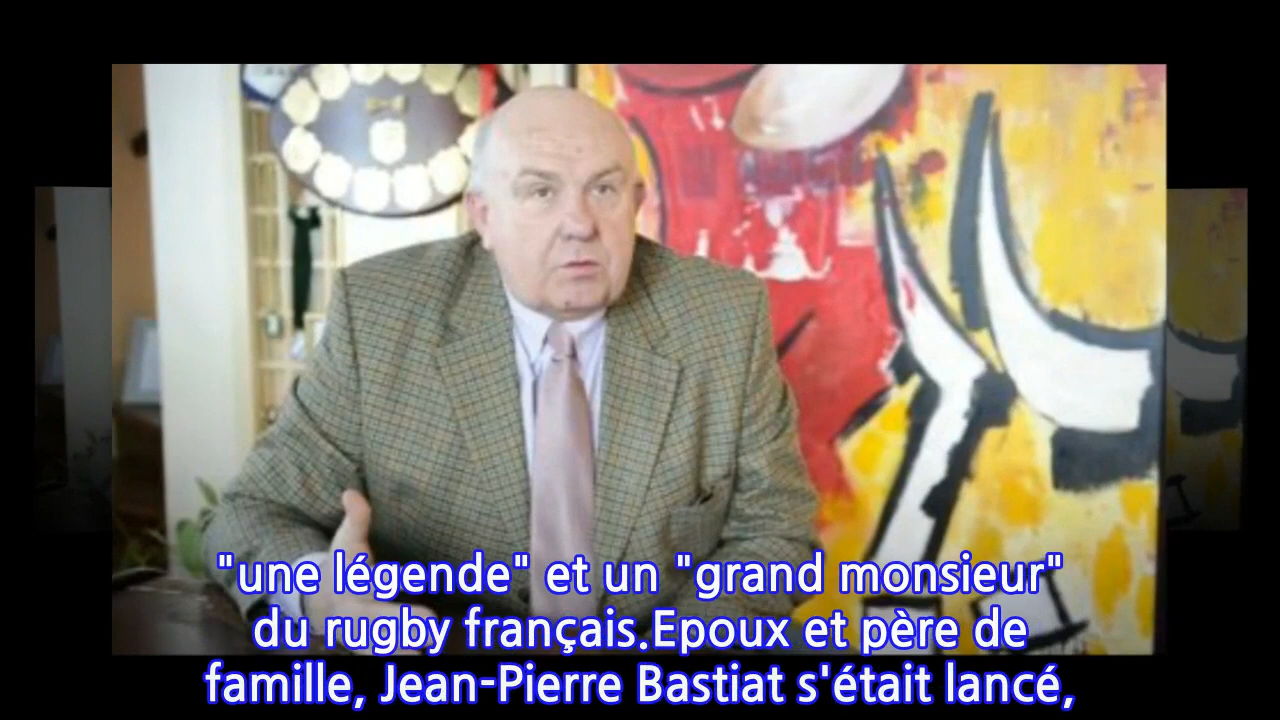 "une légende" et un "grand monsieur"
du rugby français.Epoux et père de
famille, Jean-Pierre Bastiat s'était lancé,